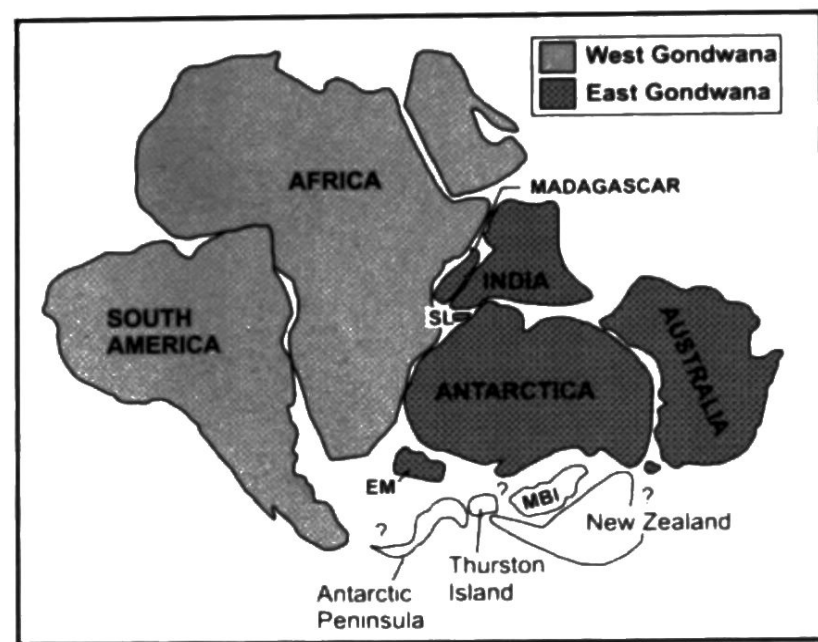 West Gondwana
East Gondwana
AFRICA
MADAGASCAR
INDIA
SL
SOUTH
AMERICA
AUSTRALIA
ANTARCTICA
EM
?
MBI
?
New Zealand
?
Thurston
Island
Antarctic
Peninsula